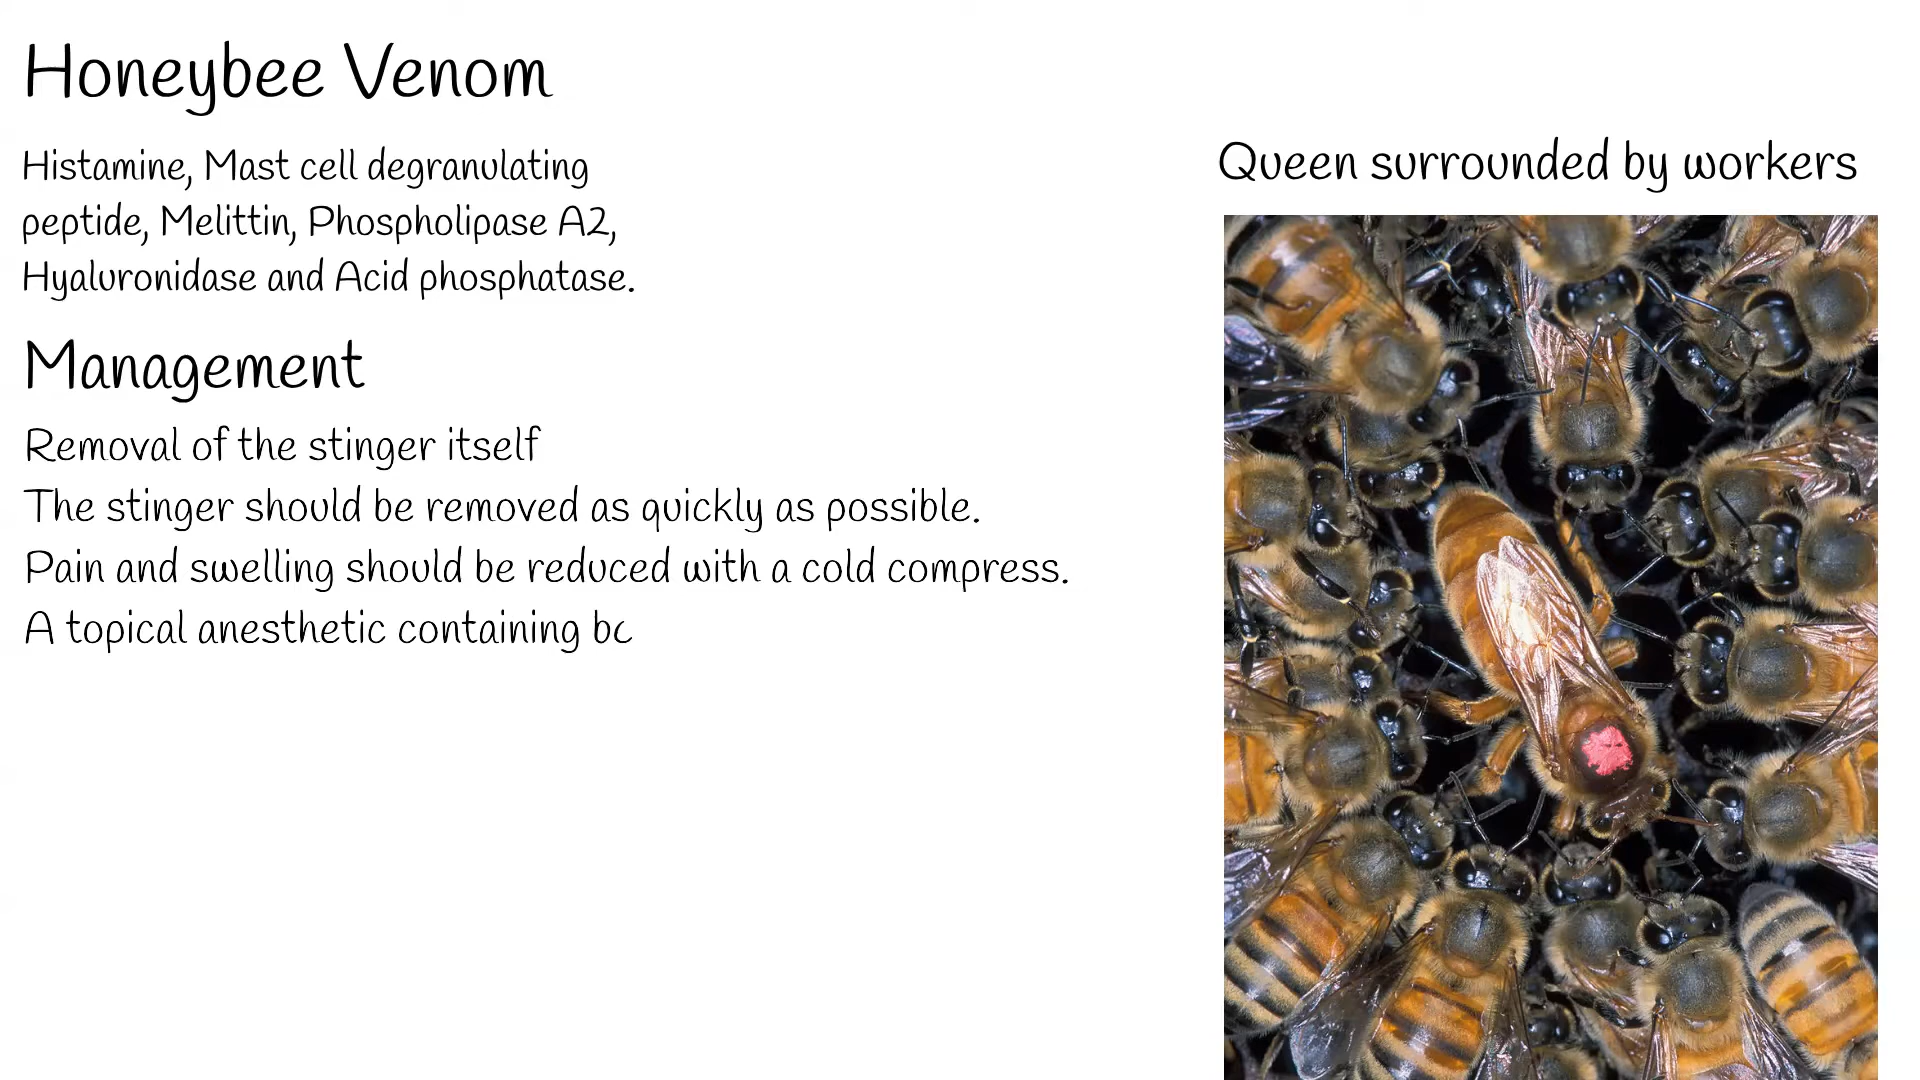 Honeybee Venom
Histamine, Mast cell degranulating
peptide, Melittin, Phospholipase A2,
Hyaluronidase and Acid phosphatase.
Management
Removal of the stinger itself
The stinger should be removed as quickly as possible.
Pain and swelling should be reduced with a cold compress.
A topical anesthetic containing
Queen surrounded by workers